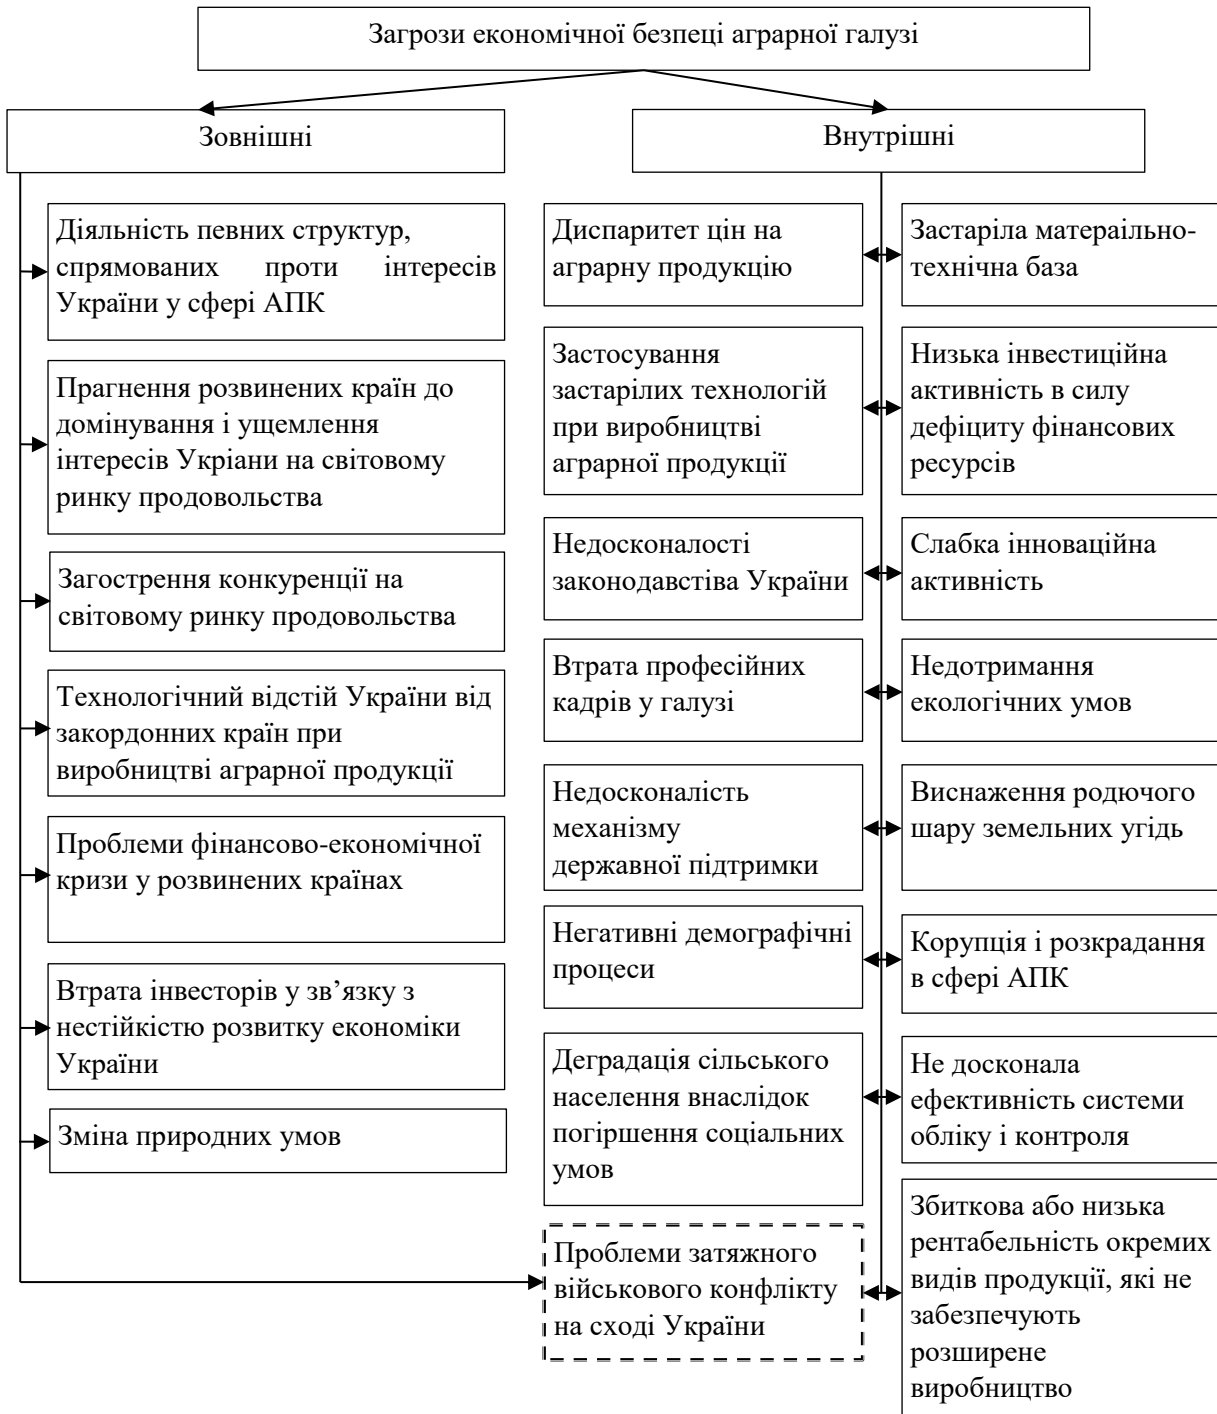 Загрози економічної безпеці аграрної галузі
Зовнішні
Внутрішні
Діяльність певних структур,
спрямованих проти інтересів
України у сфері АПК
Прагнення розвинених країн до
домінування і ущемлення
інтересів Укріани на світовому
ринку продовольства
Загострення конкуренції на
світовому ринку продовольства
Технологічний відстій України від
закордонних країн при
виробництві аграрної продукції
Проблеми фінансово-економічної
кризи у розвинених країнах
Втрата інвесторів у зв’язку з
нестійкістю розвитку економіки
України
Зміна природних умов
Диспаритет цін на
аграрну продукцію
Застосування
застарілих технологій
при виробництві
аграрної продукції
Недосконалості
законодавстіва України
Втрата професійних
кадрів у галузі
Недосконалість
механізму
державної підтримки
Негативні демографічні
процеси
Деградація сільського
населення внаслідок
погіршення соціальних
умов
Проблеми затяжного
військового конфлікту
на сході України
Застаріла матераільно-
технічна база
Низька інвестиційна
активність в силу
дефіциту фінансових
ресурсів
Слабка інноваційна
активність
Недотримання
екологічних умов
Виснаження родючого
шару земельних угідь
Корупція і розкрадання
в сфері АПК
Не досконала
ефективність системи
обліку і контроля
Збиткова або низька
рентабельність окремих
видів продукції, які не
забезпечують
розширене
виробництво